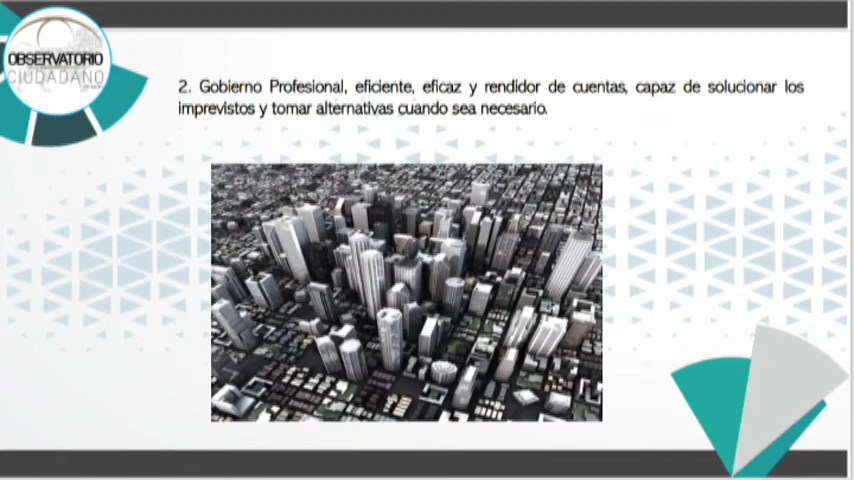 OBSERVATORIO
CIUDADANO
2. Gobierno Profesional, eficiente, eficaz y rendidor de cuentas, capaz de solucionar los
imprevistos y tomar alternativas cuando sea necesario.